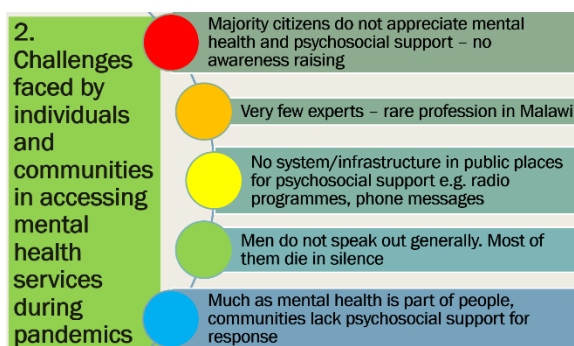 2.
Challenges
faced by
individuals
and
communities
in accessing
mental
health
services
during
pandemics
Majority citizens do not appreciate mental
health and psychosocial support – no
awareness raising
Very few experts – rare profession in Malawi
No system/infrastructure in public places
for psychosocial support e.g. radio
programmes, phone messages
Men do not speak out generally. Most of
them die in silence
Much as mental health is part of people,
communities lack psychosocial support for
response